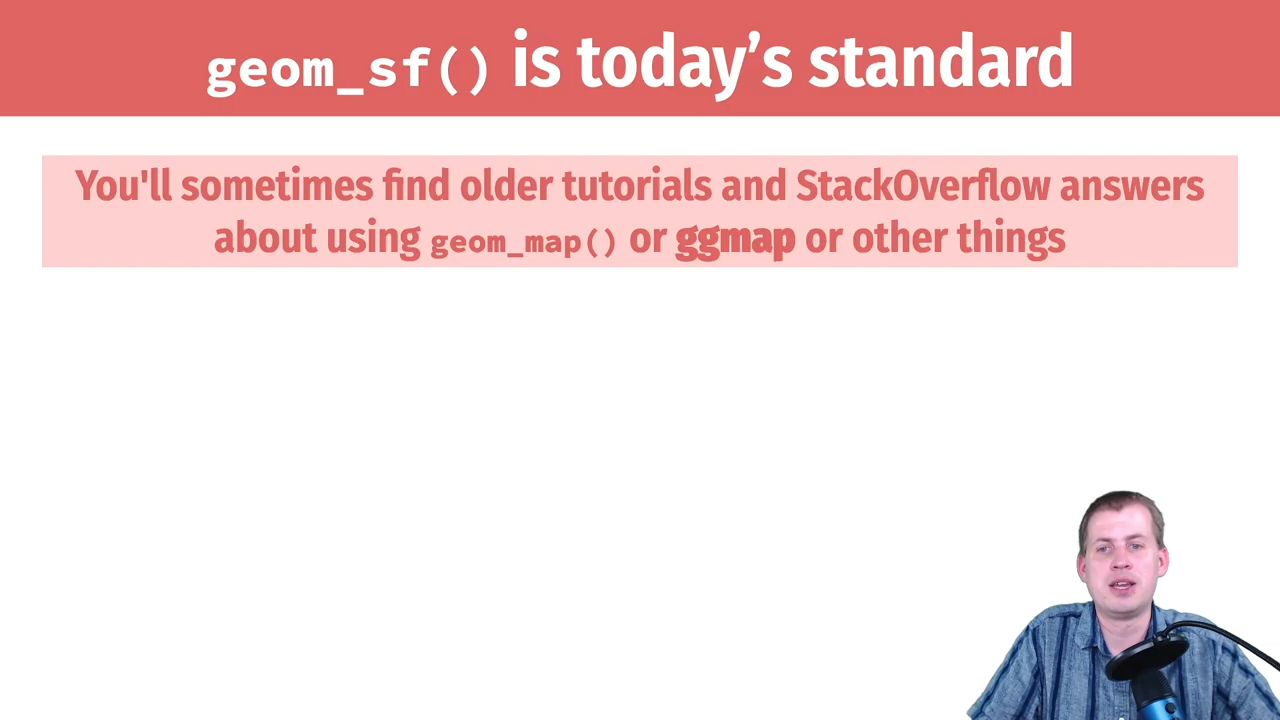 geom_sf() is today’s standard
You'll sometimes find older tutorials and StackOverflow answers
about using geom_map() or ggmap or other things